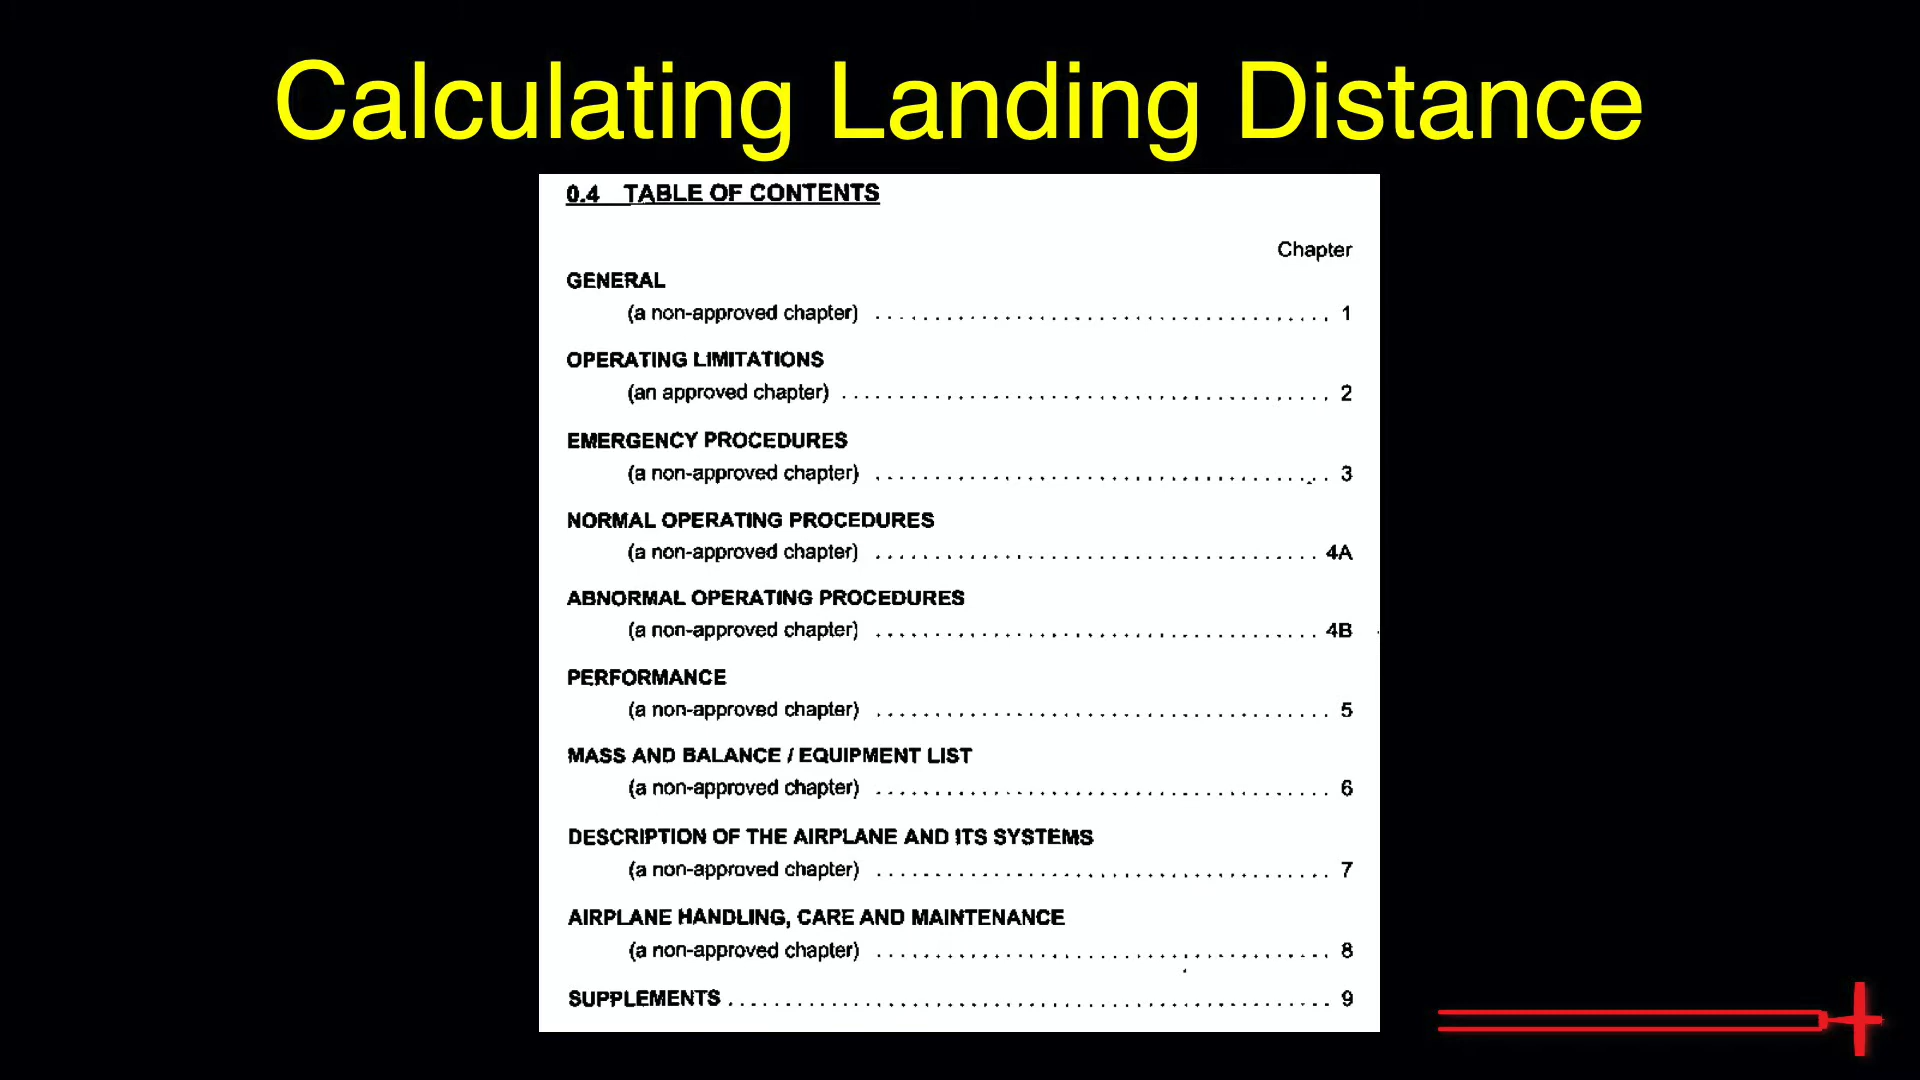 Calculating Landing Distance
0.4 TABLE OF CONTENTS
Chapter
GENERAL
(a non-approved chapter) . . . . . . . . . . . . . . . . . . . . . . . . . . . . . . . . . . . . . . . 1
OPERATING LIMITATIONS
(an approved chapter) . . . . . . . . . . . . . . . . . . . . . . . . . . . . . . . . . . . . . . . . . . 2
EMERGENCY PROCEDURES
(a non-approved chapter) . . . . . . . . . . . . . . . . . . . . . . . . . . . . . . . . . . . . . . . 3
NORMAL OPERATING PROCEDURES
(a non-approved chapter) . . . . . . . . . . . . . . . . . . . . . . . . . . . . . . . . . . . . . . 4A
ABNORMAL OPERATING PROCEDURES
(a non-approved chapter) . . . . . . . . . . . . . . . . . . . . . . . . . . . . . . . . . . . . . . 4B
PERFORMANCE
(a non-approved chapter) . . . . . . . . . . . . . . . . . . . . . . . . . . . . . . . . . . . . . . . 5
MASS AND BALANCE / EQUIPMENT LIST
(a non-approved chapter) . . . . . . . . . . . . . . . . . . . . . . . . . . . . . . . . . . . . . . . 6
DESCRIPTION OF THE AIRPLANE AND ITS SYSTEMS
(a non-approved chapter) . . . . . . . . . . . . . . . . . . . . . . . . . . . . . . . . . . . . . . . 7
AIRPLANE HANDLING, CARE AND MAINTENANCE
(a non-approved chapter) . . . . . . . . . . . . . . . . . . . . . . . . . . . . . . . . . . . . . . . 8
SUPPLEMENTS . . . . . . . . . . . . . . . . . . . . . . . . . . . . . . . . . . . . . . . . . . . . . . . . . . . 9